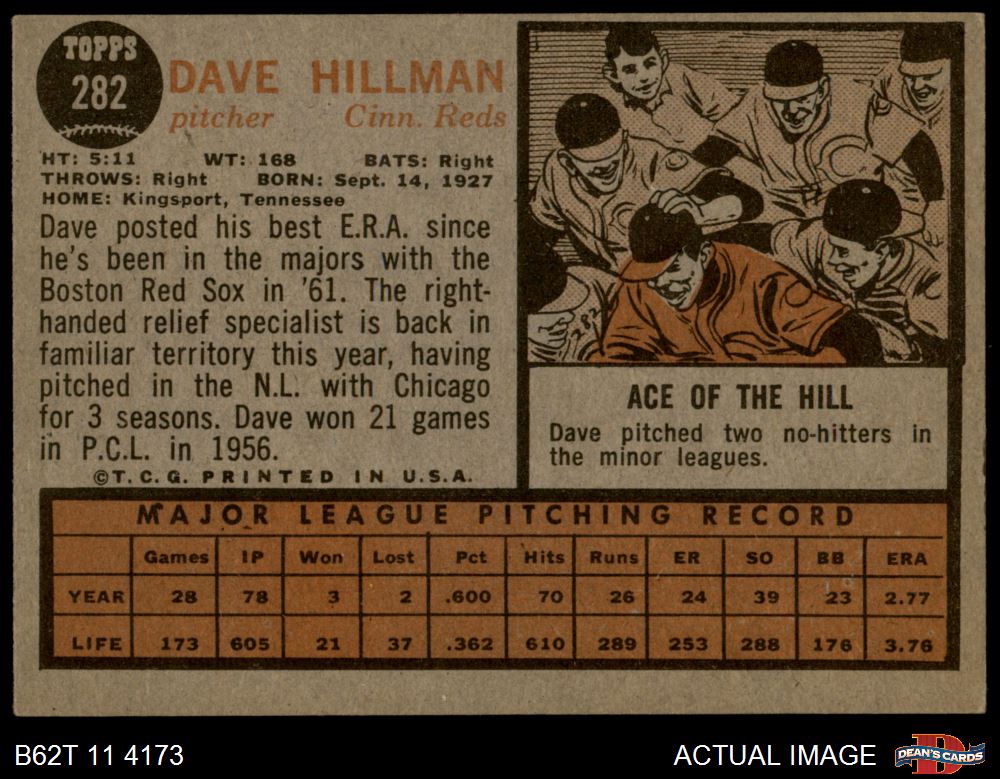 TOPPS
282
DAVE HILLMAN
pitcher Cinn. Reds
HT: 5:11 WT: 168 BATS: Right
THROWS: Right BORN: Sept. 14, 1927
HOME: Kingsport, Tennessee
Dave posted his best E.R.A. since
he's been in the majors with the
Boston Red Sox in '61. The right-
handed relief specialist is back in
familiar territory this year, having
pitched in the N.L. with Chicago
for 3 seasons. Dave won 21 games
in P.C.L. in 1956.
©T.C.G. PRINTED IN U.S.A.
282
ACE OF THE HILL
Dave pitched two no-hitters in
the minor leagues.
MAJOR LEAGUE PITCHING RECORD
Games IP Won Lost Pct Hits Runs ER SO BB ERA
YEAR 28 78 3 2 .600 70 26 24 39 23 2.77
LIFE 173 605 21 37 .362 610 289 253 288 176 3.76
B62T 11 4173
ACTUAL IMAGE
DEAN'S CARDS